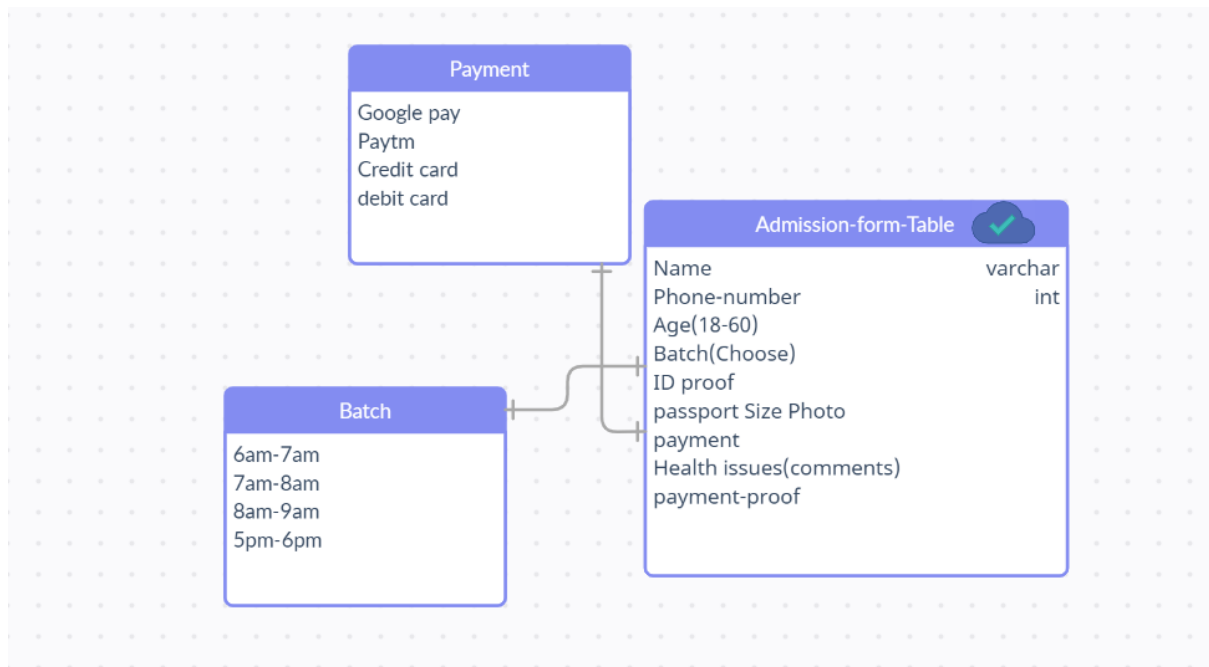 Payment
Google pay
Paytm
Credit card
debit card
Admission-form-Table
Name varchar
Phone-number int
Age(18-60)
Batch(Choose)
ID proof
passport Size Photo
payment
Health issues(comments)
payment-proof
Batch
6am-7am
7am-8am
8am-9am
5pm-6pm